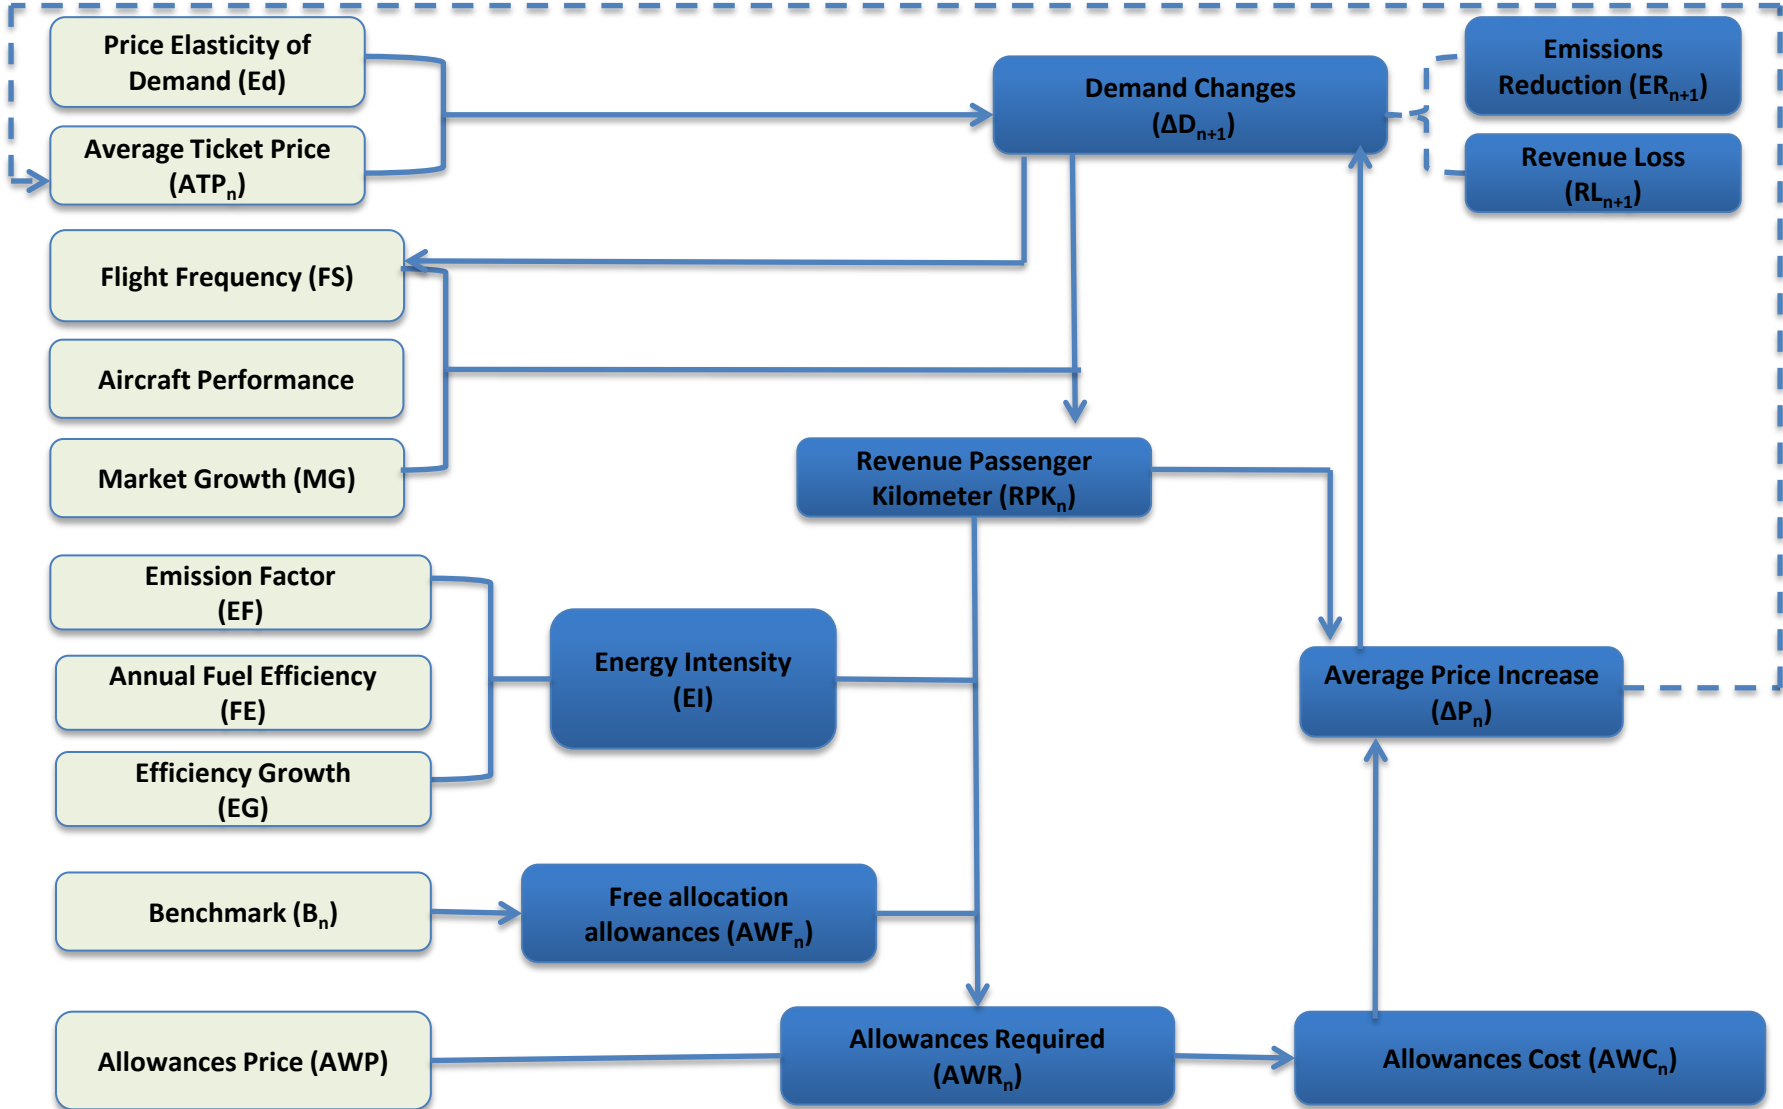 Price Elasticity of
Demand (Ed)
Average Ticket Price
(ATPₙ)
Flight Frequency (FS)
Aircraft Performance
Market Growth (MG)
Emission Factor
(EF)
Annual Fuel Efficiency
(FE)
Efficiency Growth
(EG)
Benchmark (Bₙ)
Allowances Price (AWP)
Energy Intensity
(EI)
Free allocation
allowances (AWFₙ)
Demand Changes
(ΔDₙ₊₁)
Revenue Passenger
Kilometer (RPKₙ)
Allowances Required
(AWRₙ)
Emissions
Reduction (ERₙ₊₁)
Revenue Loss
(RLₙ₊₁)
Average Price Increase
(ΔPₙ)
Allowances Cost (AWCₙ)